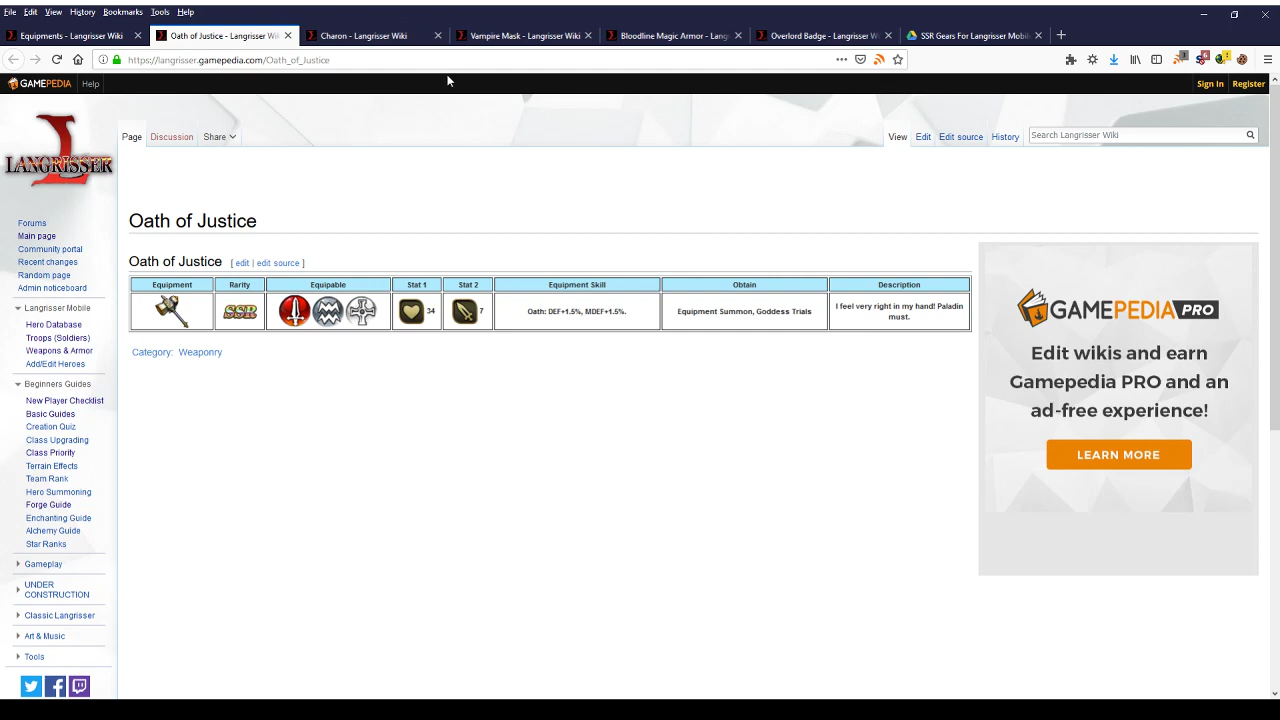 File Edit View History Bookmarks Tools Help
Equipments - Langrisser Wiki
Oath of Justice - Langrisser Wik
Charon - Langrisser Wiki
Vampire Mask - Langrisser Wiki
Bloodline Magic Armor - Lang
Overlord Badge - Langrisser W
SSR Gears For Langrisser Mobile
https://langrisser.gamepedia.com/Oath_of_Justice
GAMEPEDIA Help
Sign In Register
LANGRISSER
Page Discussion Share
View Edit Edit source History
Search Langrisser Wiki
Forums
Main page
Community portal
Recent changes
Random page
Admin noticeboard
Langrisser Mobile
Hero Database
Troops (Soldiers)
Weapons & Armor
Add/Edit Heroes
Beginners Guides
New Player Checklist
Basic Guides
Creation Quiz
Class Upgrading
Class Priority
Terrain Effects
Team Rank
Hero Summoning
Forge Guide
Enchanting Guide
Alchemy Guide
Star Ranks
Gameplay
UNDER
CONSTRUCTION
Classic Langrisser
Art & Music
Tools
Oath of Justice
Oath of Justice [ edit | edit source ]
Equipment Rarity Equipable Stat 1 Stat 2 Equipment Skill Obtain Description
SSR 34 7 Oath: DEF+1.5%, MDEF+1.5%. Equipment Summon, Goddess Trials I feel very right in my hand! Paladin
must.
Category: Weaponry
GAMEPEDIA PRO
Edit wikis and earn
Gamepedia PRO and an
ad-free experience!
LEARN MORE